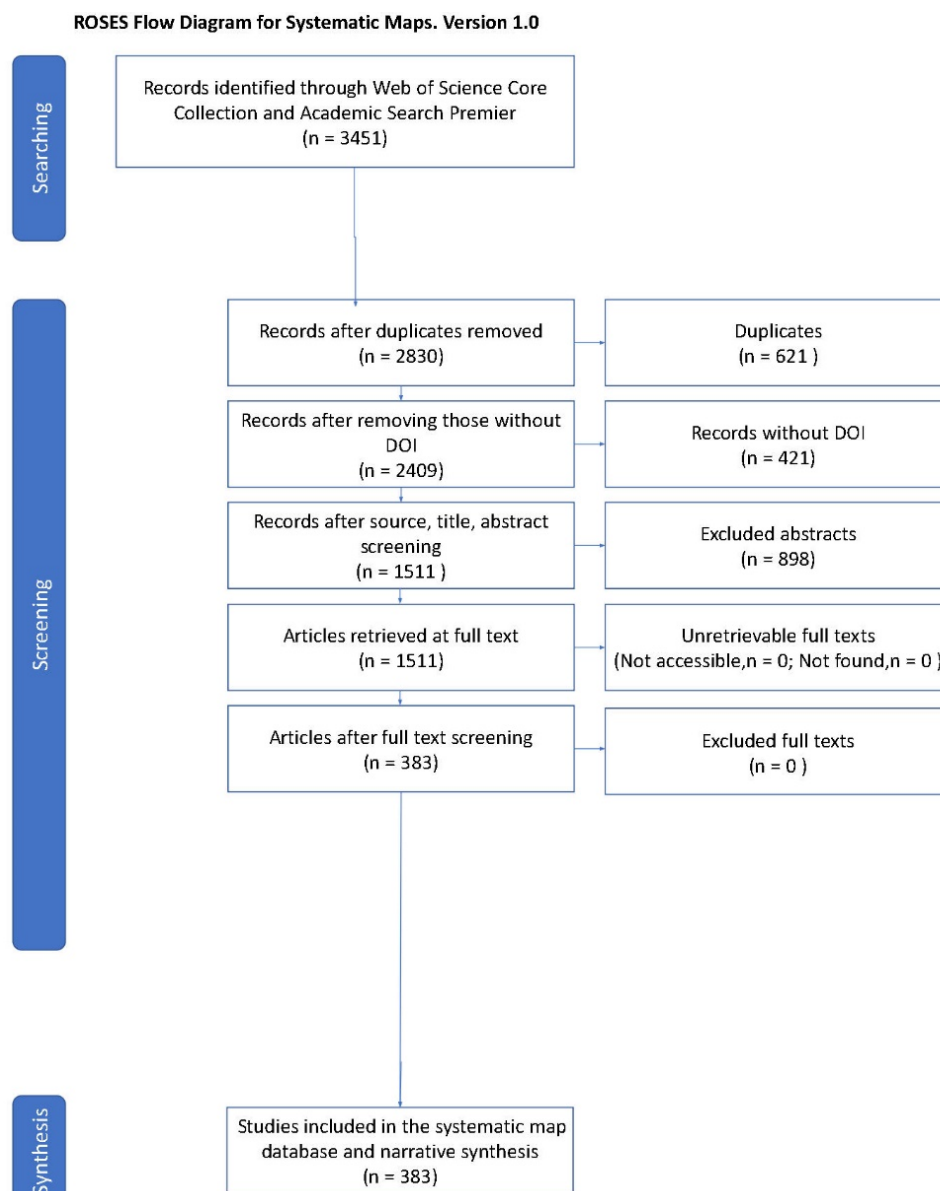 ROSES Flow Diagram for Systematic Maps. Version 1.0
Searching
Records identified through Web of Science Core
Collection and Academic Search Premier
(n = 3451)
Screening
Records after duplicates removed
(n = 2830)
Duplicates
(n = 621 )
Records after removing those without
DOI
(n = 2409)
Records without DOI
(n = 421)
Records after source, title, abstract
screening
(n = 1511 )
Excluded abstracts
(n = 898)
Articles retrieved at full text
(n = 1511)
Unretrievable full texts
(Not accessible,n = 0; Not found,n = 0 )
Articles after full text screening
(n = 383)
Excluded full texts
(n = 0 )
Synthesis
Studies included in the systematic map
database and narrative synthesis
(n = 383)